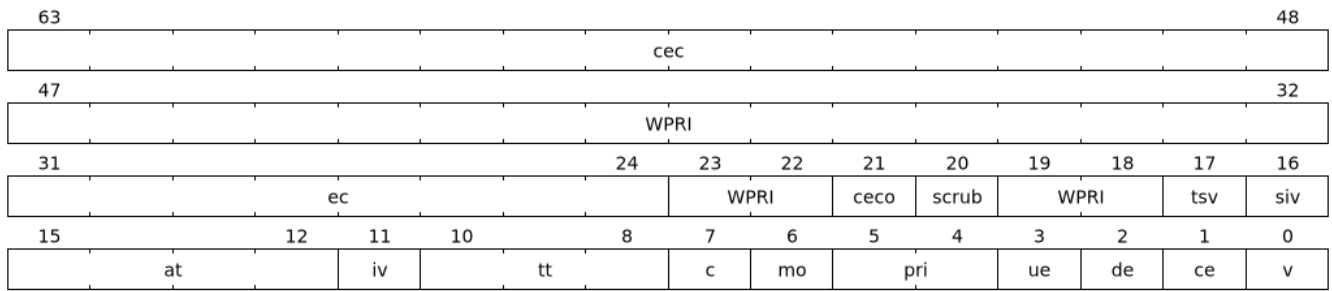 63 48
cec
47 32
WPRI
31 24 23 22 21 20 19 18 17 16
ec WPRI ceco scrub WPRI tsv siv
15 12 11 10 8 7 6 5 4 3 2 1 0
at iv tt c mo pri ue de ce v